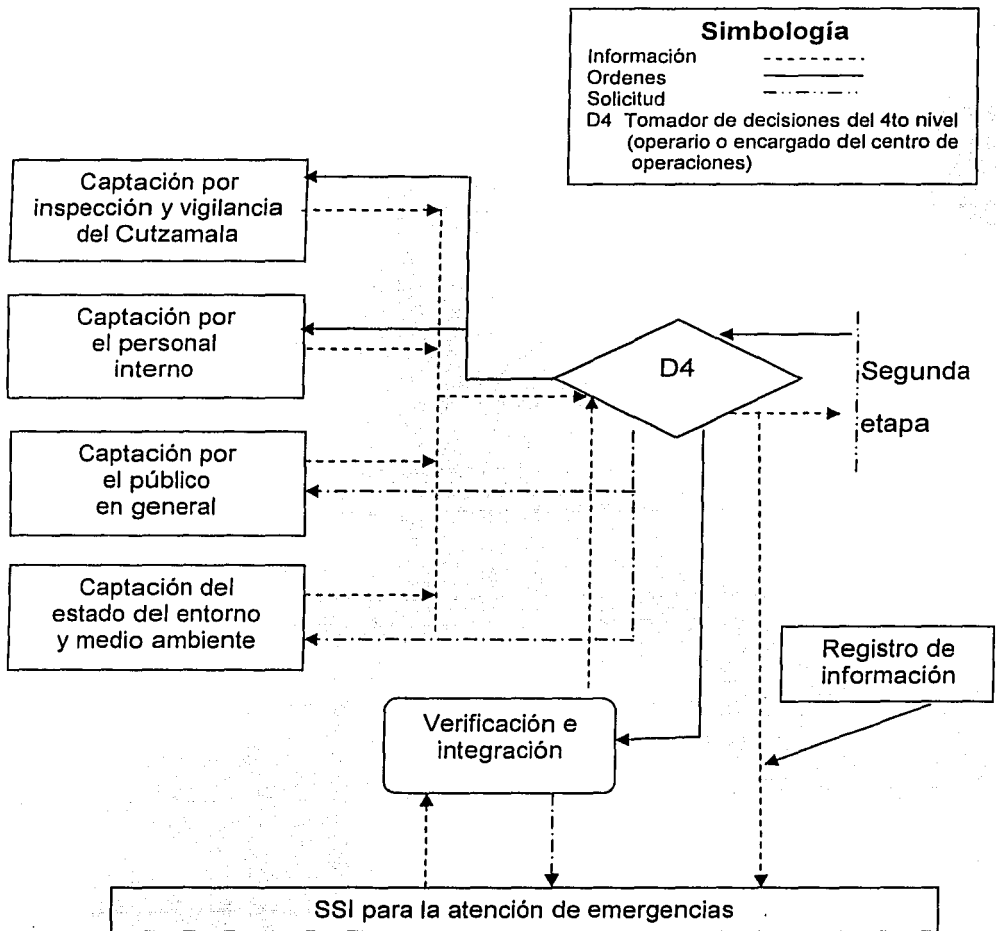 Simbología
Información
Ordenes
Solicitud
D4 Tomador de decisiones del 4to nivel
(operario o encargado del centro de
operaciones)
Captación por
inspección y vigilancia
del Cutzamala
Captación por
el personal
interno
D4
Segunda
etapa
Captación por
el público
en general
Captación del
estado del entorno
y medio ambiente
Registro de
información
Verificación e
integración
SSI para la atención de emergencias